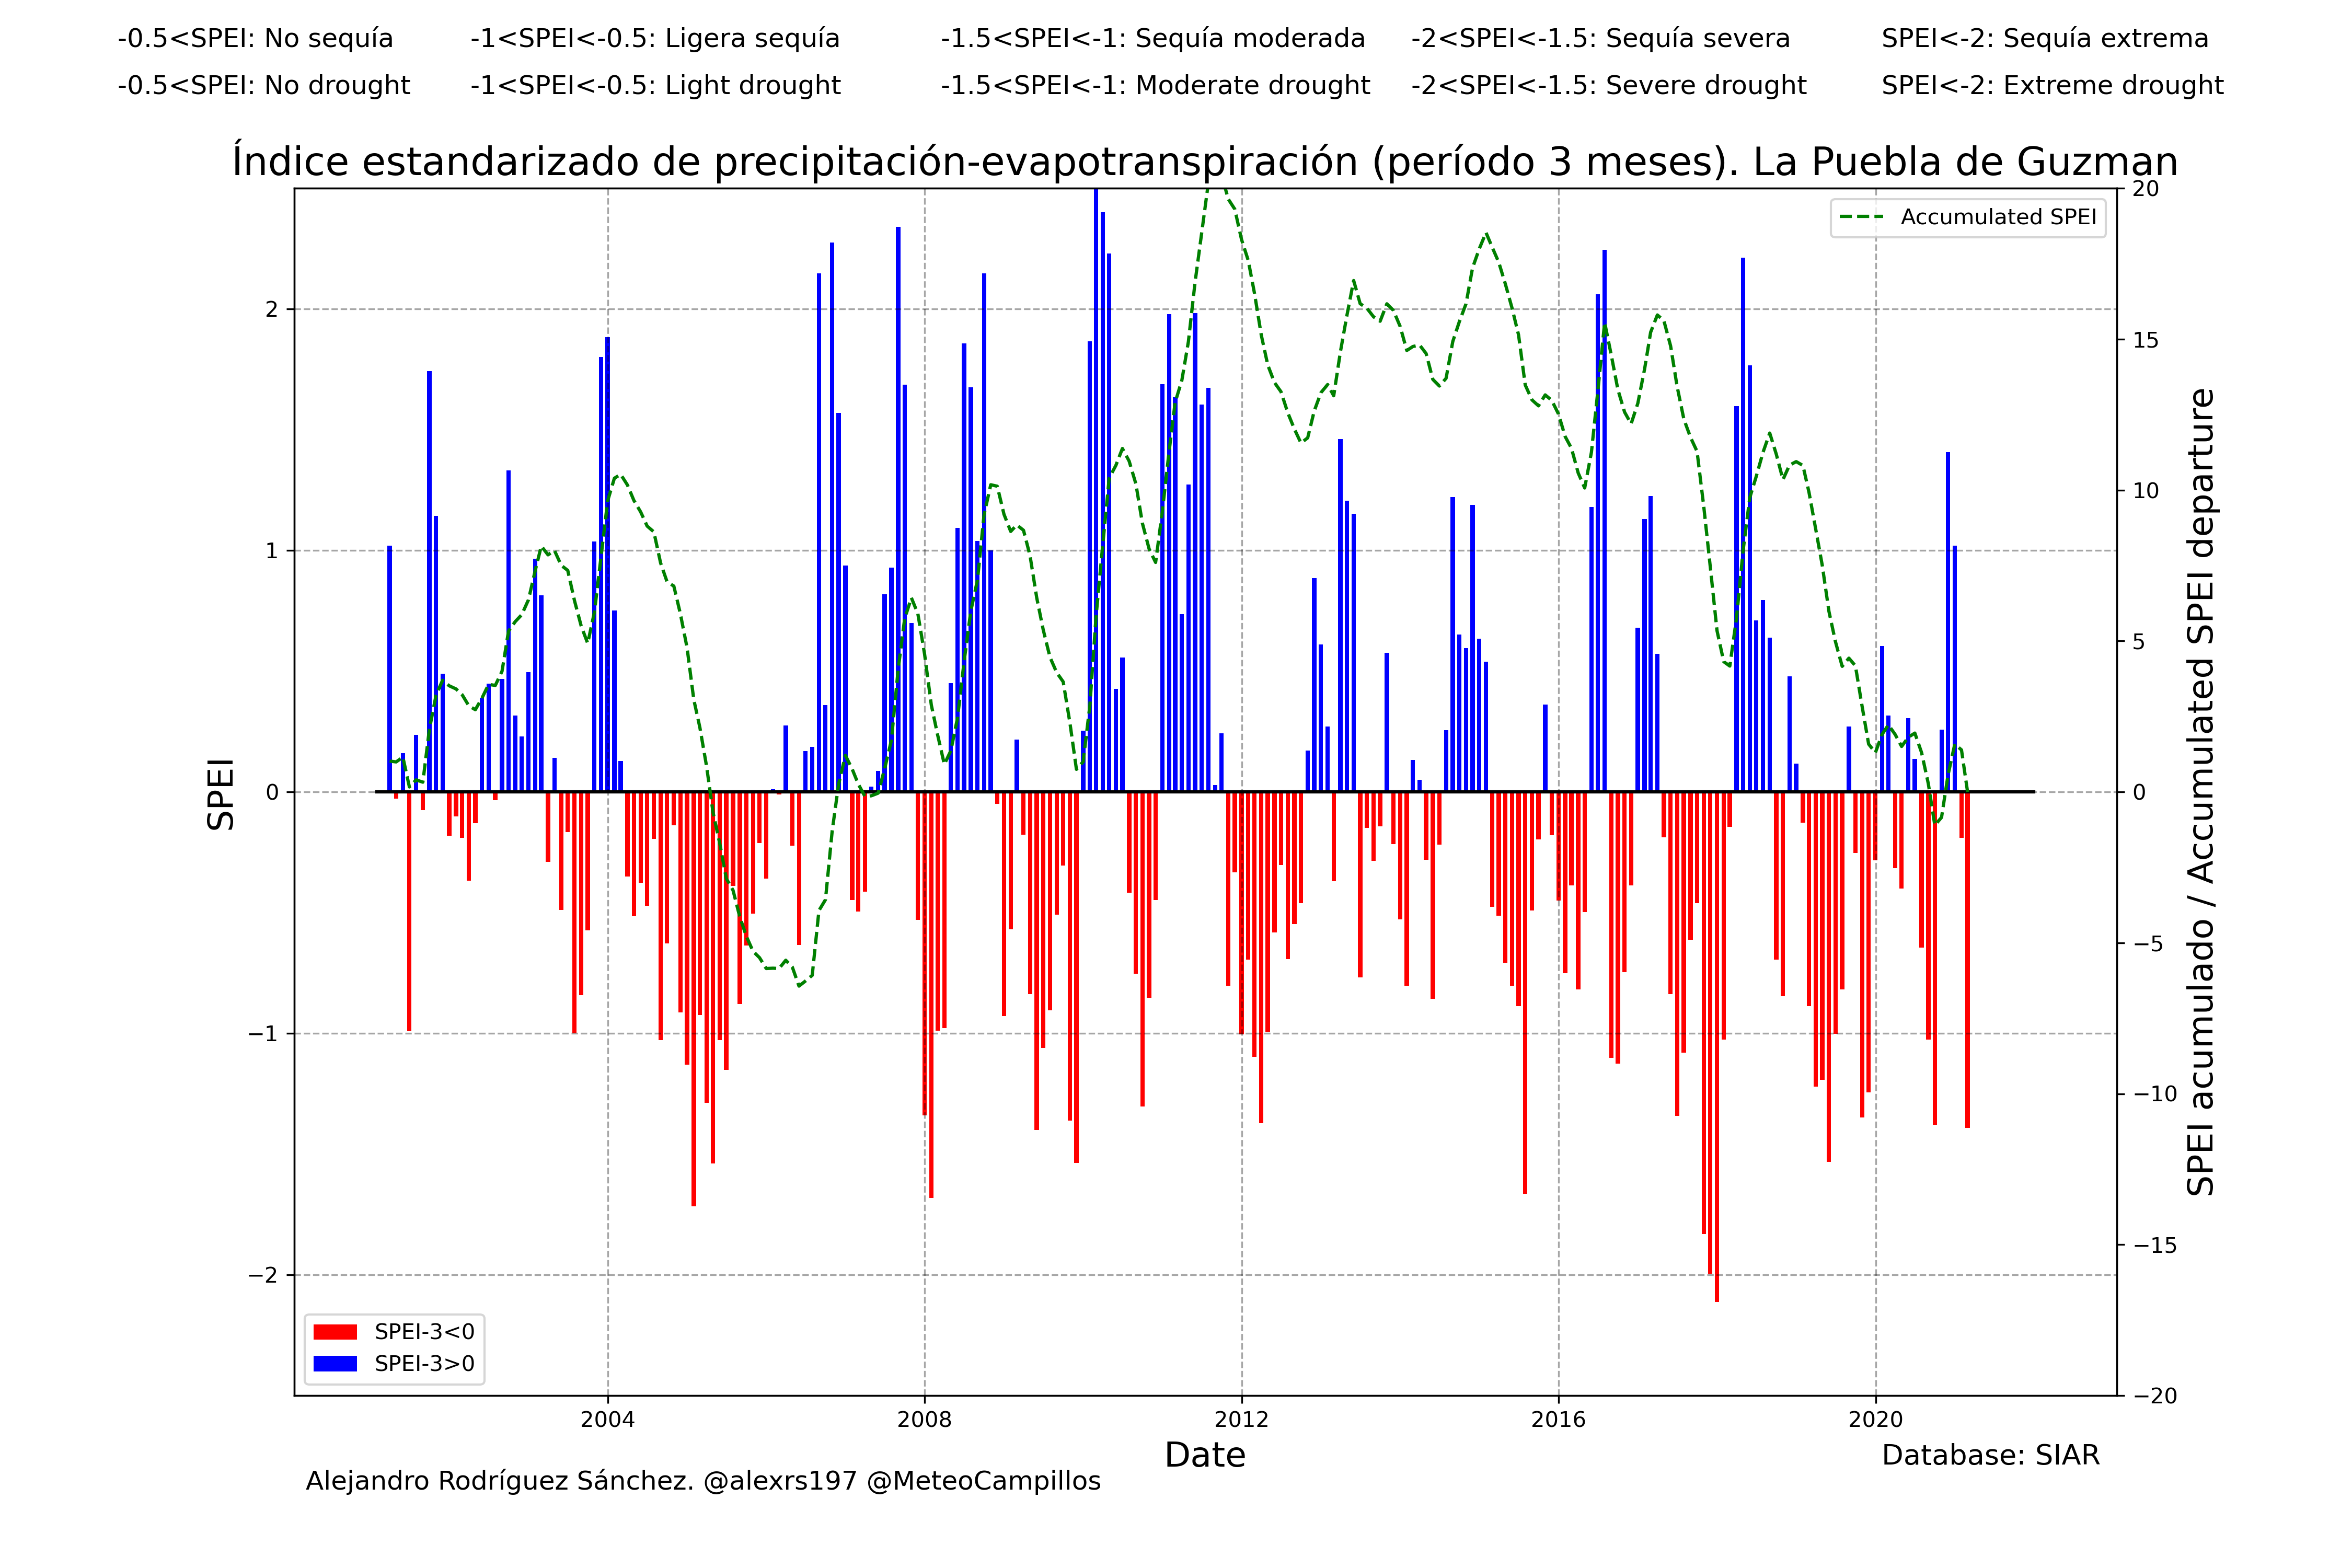 -0.5<SPEI: No sequía -1<SPEI<-0.5: Ligera sequía -1.5<SPEI<-1: Sequía moderada -2<SPEI<-1.5: Sequía severa SPEI<-2: Sequía extrema
-0.5<SPEI: No drought -1<SPEI<-0.5: Light drought -1.5<SPEI<-1: Moderate drought -2<SPEI<-1.5: Severe drought SPEI<-2: Extreme drought
Índice estandarizado de precipitación-evapotranspiración (período 3 meses). La Puebla de Guzman
Accumulated SPEI
SPEI
2
1
0
−1
−2
20
15
10
5
0
−5
−10
−15
−20
SPEI acumulado / Accumulated SPEI departure
SPEI-3<0
SPEI-3>0
2004 2008 2012 2016 2020
Date
Database: SIAR
Alejandro Rodríguez Sánchez. @alexrs197 @MeteoCampillos